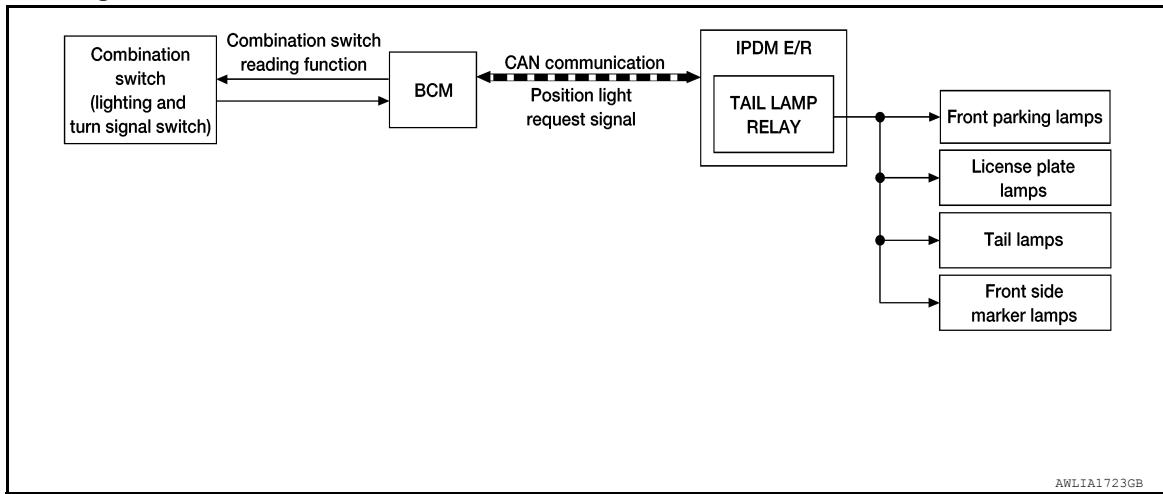 Combination
switch
(lighting and
turn signal switch)
Combination switch
reading function
BCM
CAN communication
Position light
request signal
IPDM E/R
TAIL LAMP
RELAY
Front parking lamps
License plate
lamps
Tail lamps
Front side
marker lamps
AWLIA1723GB